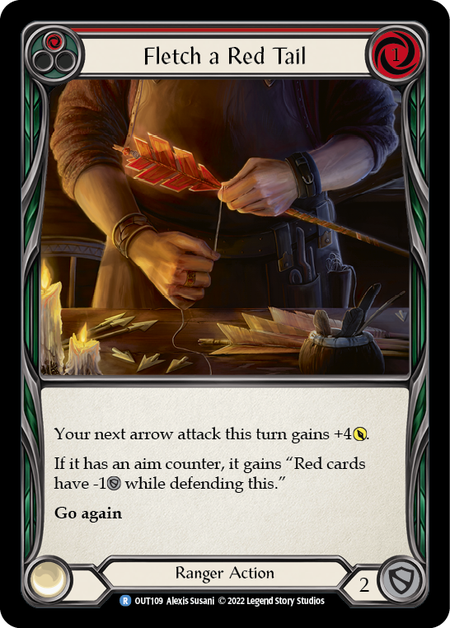 Fletch a Red Tail
1
Your next arrow attack this turn gains +4.
If it has an aim counter, it gains “Red cards
have -1 while defending this.”
Go again
Ranger Action
2
R OUT109 Alexis Susani © 2022 Legend Story Studios